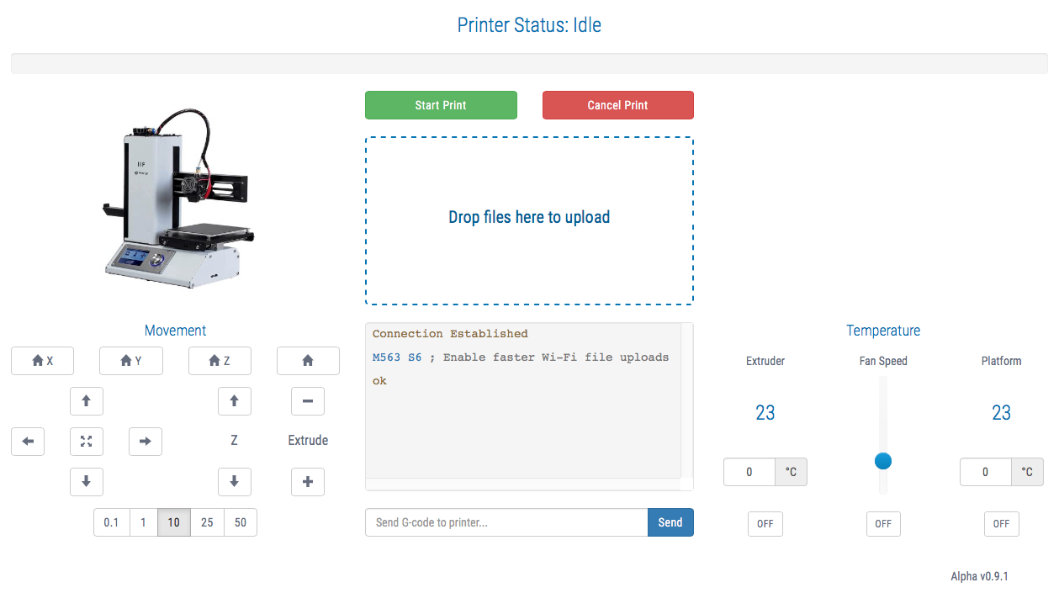 Printer Status: Idle
Start Print
Cancel Print
Drop files here to upload
Movement
X
Y
Z
Z
Extrude
0.1 1 10 25 50
Connection Established
M563 S6 ; Enable faster Wi-Fi file uploads
ok
Send G-code to printer...
Send
Temperature
Extruder
Fan Speed
Platform
23
23
0 °C
0 °C
OFF
OFF
OFF
Alpha v0.9.1